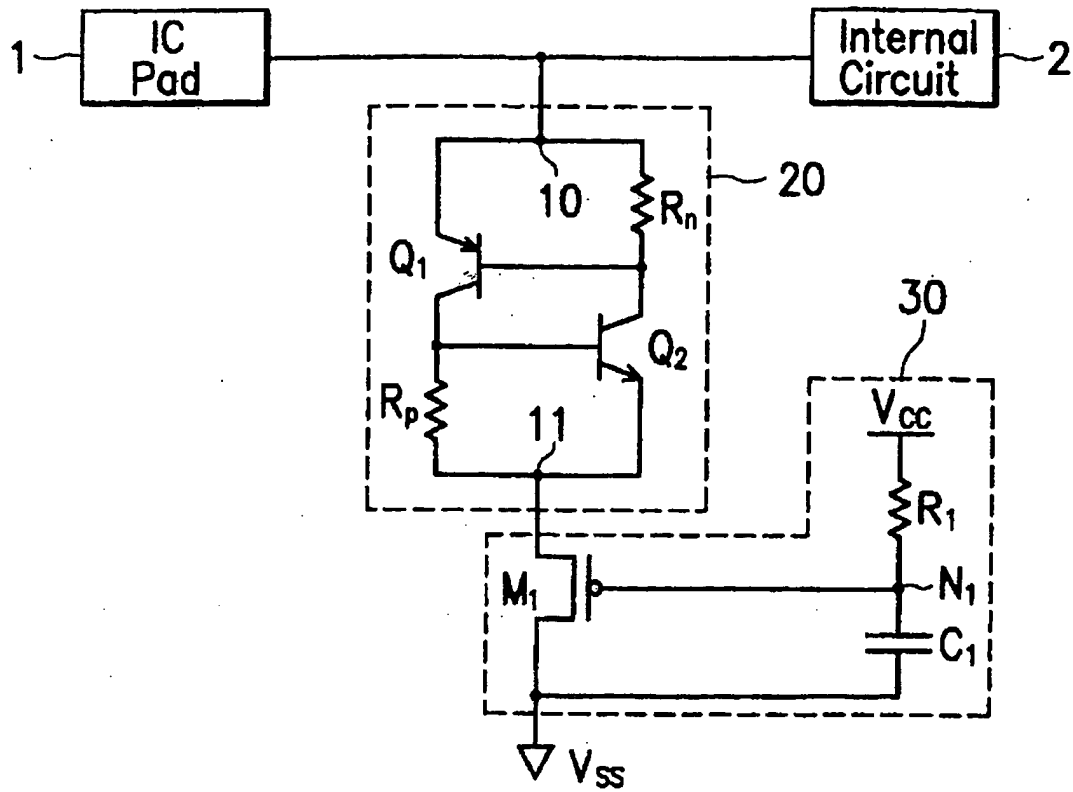 1
IC
Pad
Internal
Circuit
2
10
20
Rn
Q1
Q2
30
Rp
11
VCC
R1
M1
N1
C1
VSS